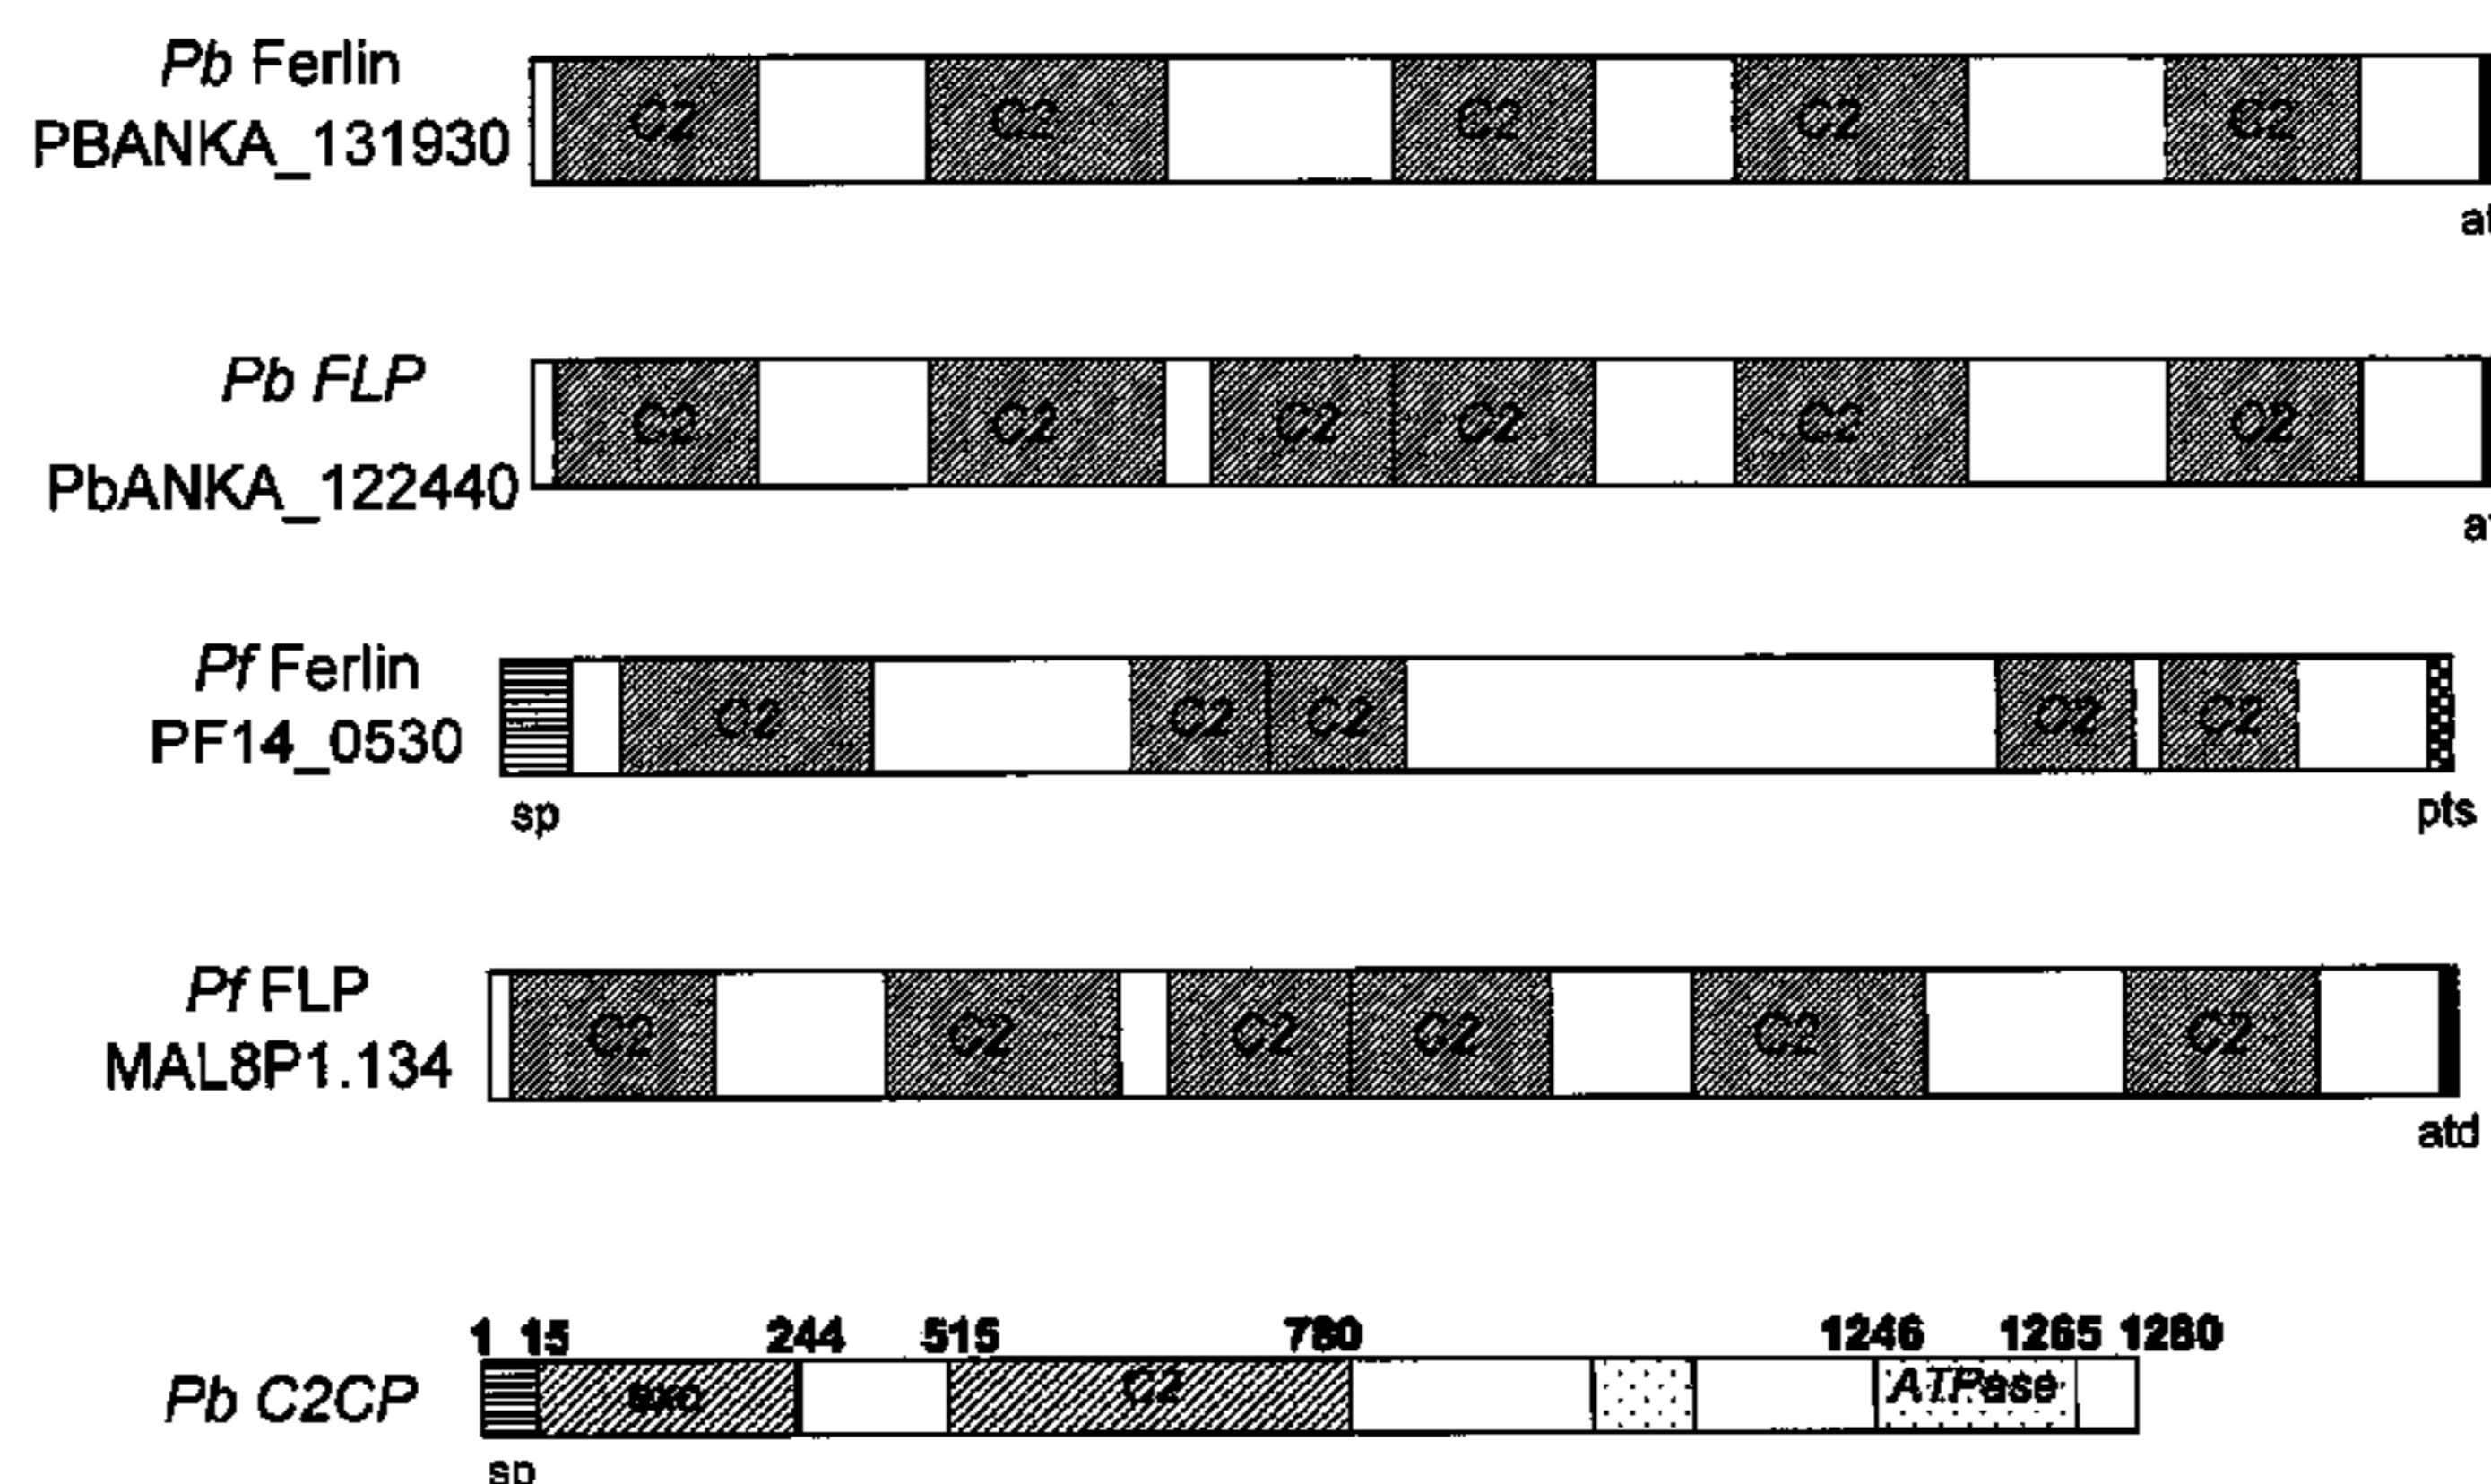 Pb Ferlin
PBANKA_131930
C2 C2 C2 C2 C2
Pb FLP
PbANKA_122440
C2 C2 C2 C2 C2 C2
Pf Ferlin
PF14_0530
C2 C2 C2 C2 C2
sp pts
Pf FLP
MAL8P1.134
C2 C2 C2 C2 C2 C2
atd
1 15 244 515 780 1246 1265 1280
Pb C2CP
C2 ATPase
sp